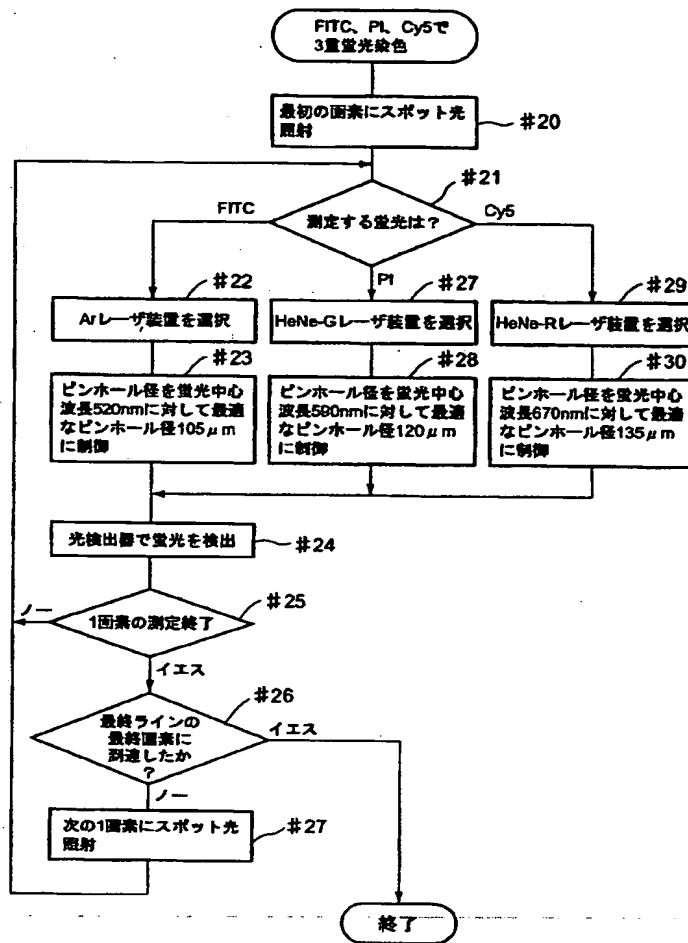 FITC、PI、Cy5で
3重蛍光染色
最初の画素にスポット光
照射
#20
#21
測定する蛍光は?
FITC
PI
Cy5
#22
Arレーザ装置を選択
#27
HeNe-Gレーザ装置を選択
#29
HeNe-Rレーザ装置を選択
#23
ピンホール径を蛍光中心
波長520nmに対して最適
なピンホール径105μm
に制御
#28
ピンホール径を蛍光中心
波長590nmに対して最適
なピンホール径120μm
に制御
#30
ピンホール径を蛍光中心
波長670nmに対して最適
なピンホール径135μm
に制御
光検出器で蛍光を検出
#24
#25
ノー
1画素の測定終了
イエス
#26
最終ラインの
最終画素に
到達したか
?
イエス
ノー
次の1画素にスポット光
照射
#27
終了